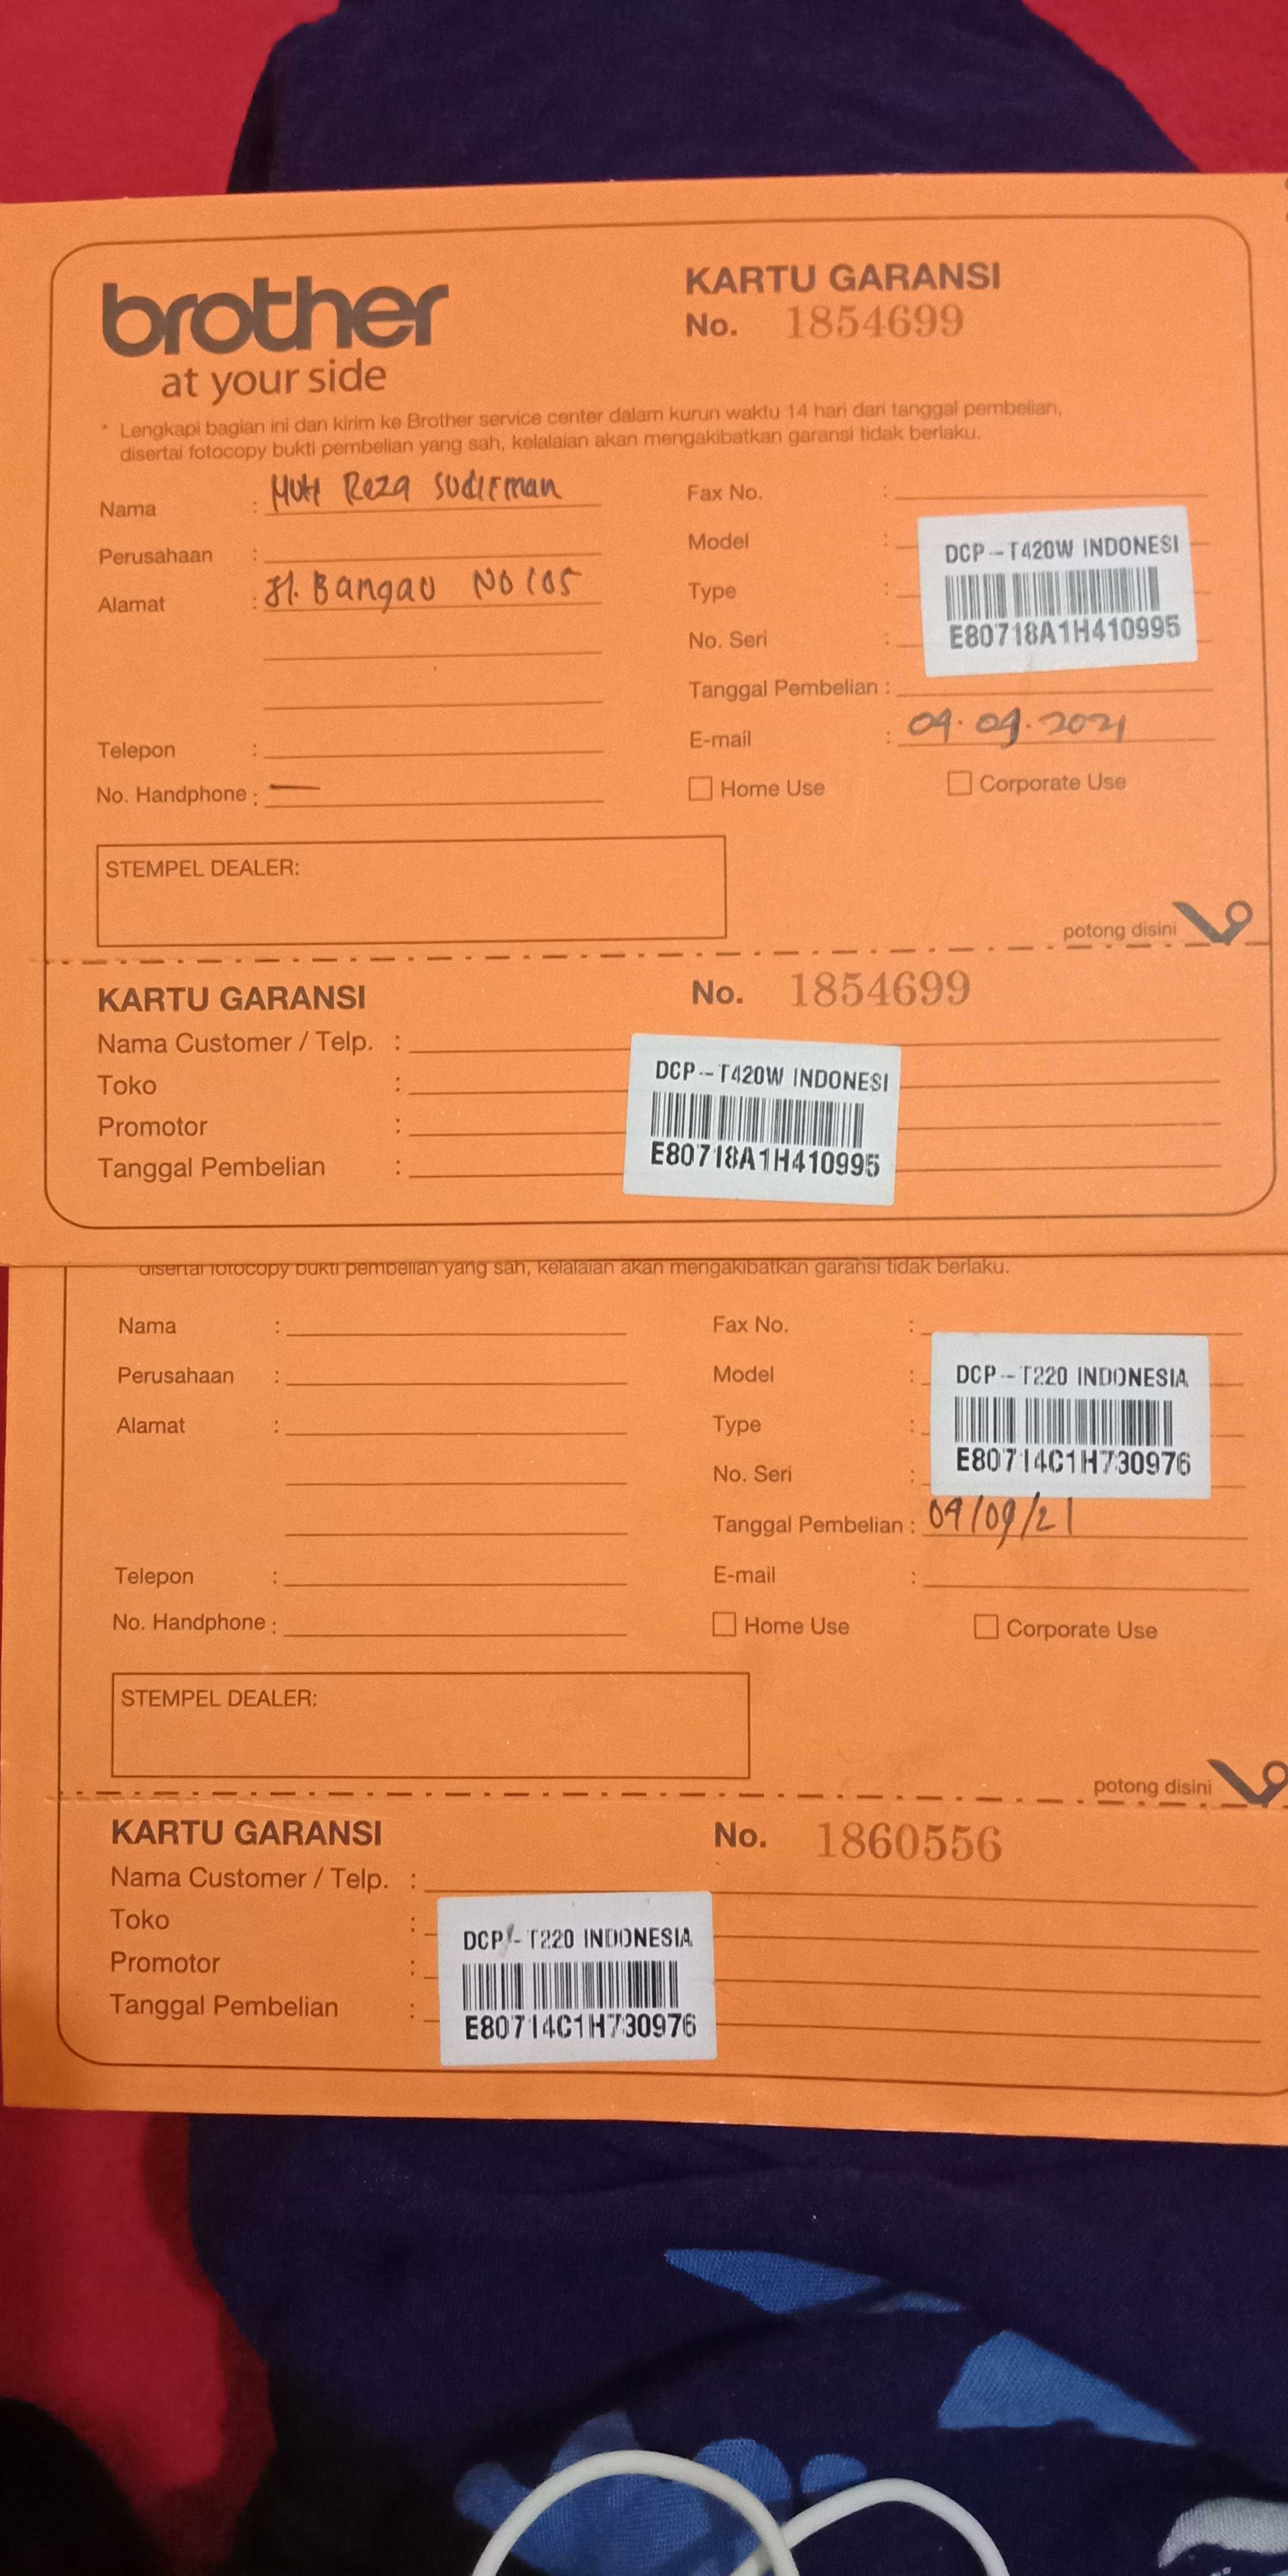 brother
at your side
KARTU GARANSI
No. 1854699
* Lengkapi bagian ini dan kirim ke Brother service center dalam kurun waktu 14 hari dari tanggal pembelian,
disertai fotocopy bukti pembelian yang sah, kelalaian akan mengakibatkan garansi tidak berlaku.
Nama : MUH Reza Sudirman
Perusahaan :
Alamat : Jl. Bangau No 105
Telepon :
No. Handphone : —
Fax No. :
Model :
Type :
No. Seri :
DCP-T420W INDONESI
E80718A1H410995
Tanggal Pembelian :
E-mail : 09.09.2021
Home Use
Corporate Use
STEMPEL DEALER:
potong disini
KARTU GARANSI
No. 1854699
Nama Customer / Telp. :
Toko :
Promotor :
Tanggal Pembelian :
DCP-T420W INDONESI
E80718A1H410995
disertai fotocopy bukti pembelian yang sah, kelalaian akan mengakibatkan garansi tidak berlaku.
Nama :
Perusahaan :
Alamat :
Telepon :
No. Handphone :
Fax No. :
Model :
Type :
No. Seri :
DCP-T220 INDONESIA
E80714C1H730976
Tanggal Pembelian : 09/09/21
E-mail :
Home Use
Corporate Use
STEMPEL DEALER:
potong disini
KARTU GARANSI
No. 1860556
Nama Customer / Telp. :
Toko :
Promotor :
Tanggal Pembelian :
DCP-T220 INDONESIA
E80714C1H730976